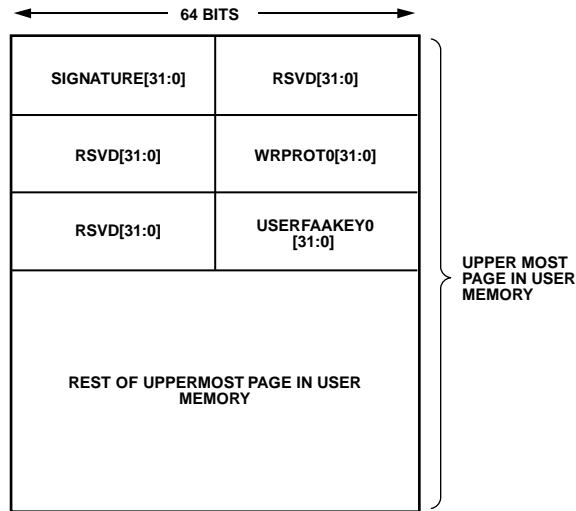 64 BITS
SIGNATURE[31:0]
RSVD[31:0]
RSVD[31:0]
WRPROT0[31:0]
RSVD[31:0]
USERFAAKEY0
[31:0]
UPPER MOST
PAGE IN USER
MEMORY
REST OF UPPERMOST PAGE IN USER
MEMORY